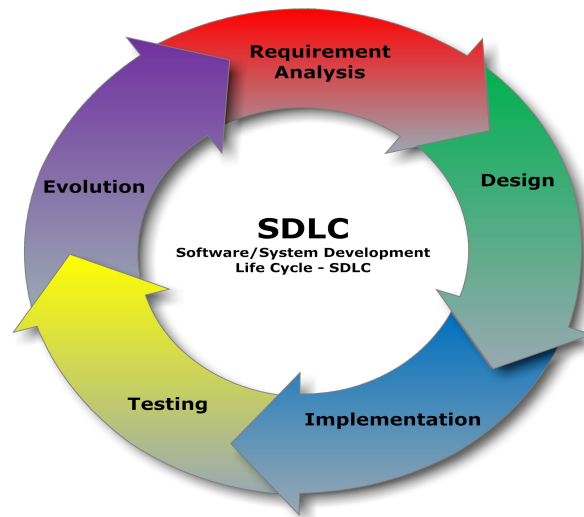 Requirement
Analysis
Design
Evolution
SDLC
Software/System Development
Life Cycle - SDLC
Testing
Implementation